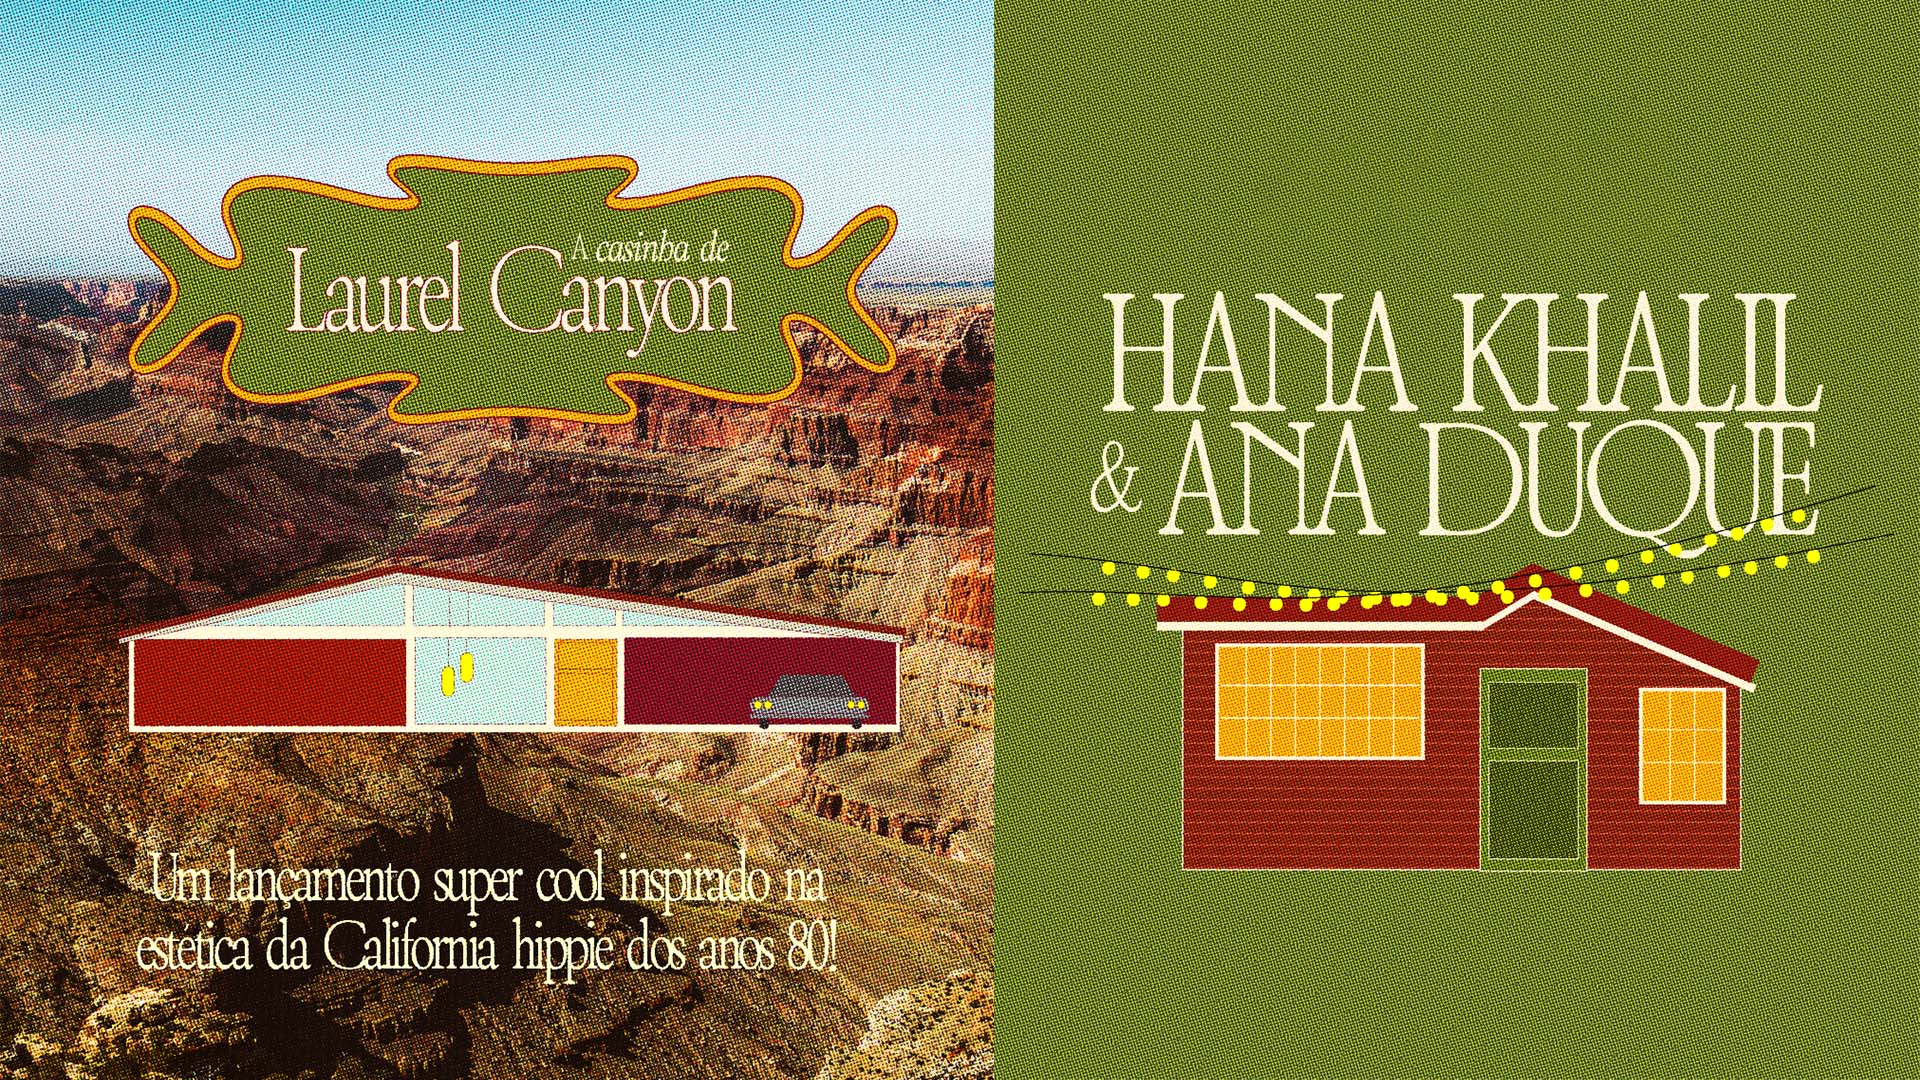 A casinha de
Laurel Canyon
Um lançamento super cool inspirado na
estética da California hippie dos anos 80!
HANA KHALIL
& ANA DUQUE